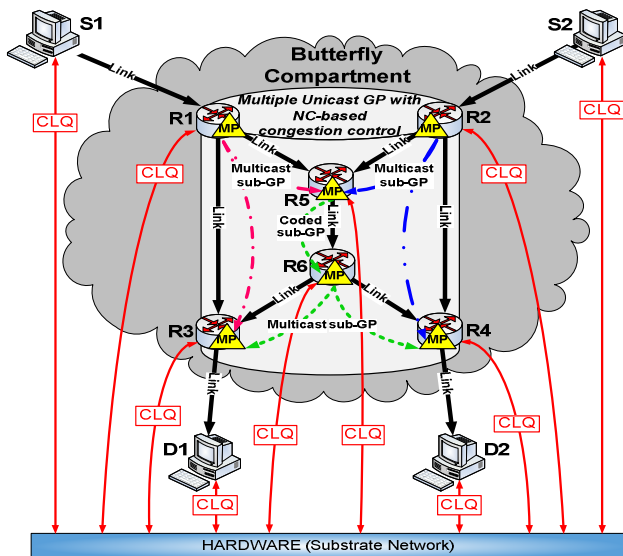 S1
S2
Link
Link
Butterfly
Compartment
CLQ
CLQ
R1
R2
Multiple Unicast GP with
NC-based
congestion control
MP
MP
Link
Link
CLQ
CLQ
Multicast
sub-GP
Multicast
sub-GP
MP
R5
CLQ
Link
Link
Link
Coded
sub-GP
R6
MP
Link
Link
R3
R4
MP
MP
Multicast sub-GP
CLQ
CLQ
Link
Link
CLQ
CLQ
D1
D2
CLQ
CLQ
HARDWARE (Substrate Network)